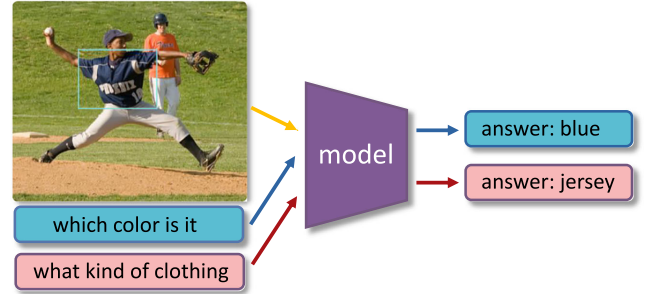 which color is it
what kind of clothing
model
answer: blue
answer: jersey